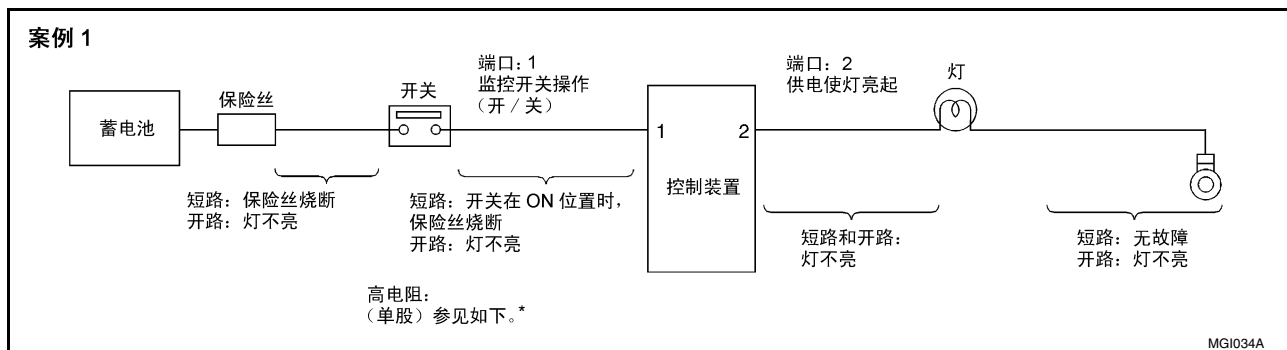 案例 1
蓄电池
保险丝
开关
端口：1
监控开关操作
（开／关）
1
2
控制装置
端口：2
供电使灯亮起
灯
短路：保险丝烧断
开路：灯不亮
短路：开关在 ON 位置时，
保险丝烧断
开路：灯不亮
短路和开路：
灯不亮
短路：无故障
开路：灯不亮
高电阻：
（单股）参见如下。*
MGI034A